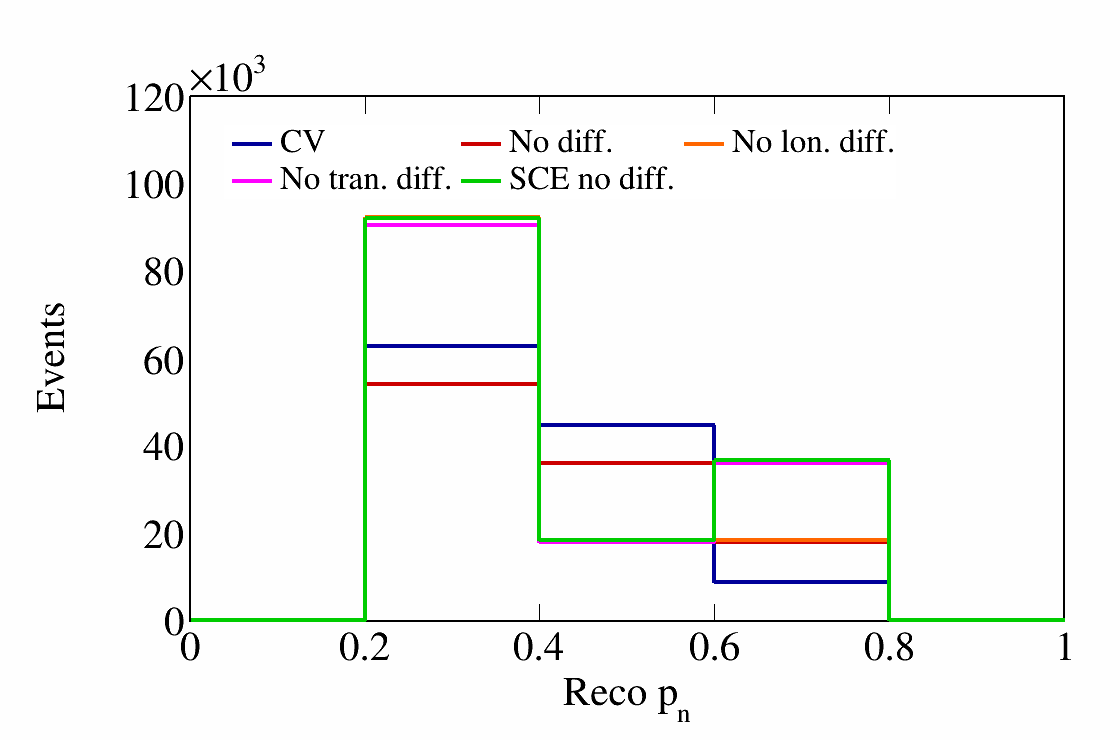 ×10³
120
100
80
60
40
20
0
Events
CV
No diff.
No lon. diff.
No tran. diff.
SCE no diff.
0 0.2 0.4 0.6 0.8 1
Reco pₙ